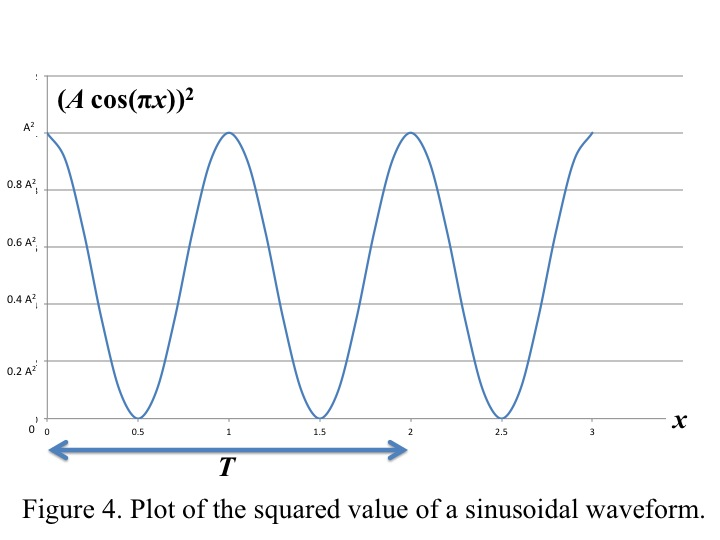 (A cos(πx))²
A²
0.8 A²
0.6 A²
0.4 A²
0.2 A²
0
0 0.5 1 1.5 2 2.5 3
x
T
Figure 4. Plot of the squared value of a sinusoidal waveform.